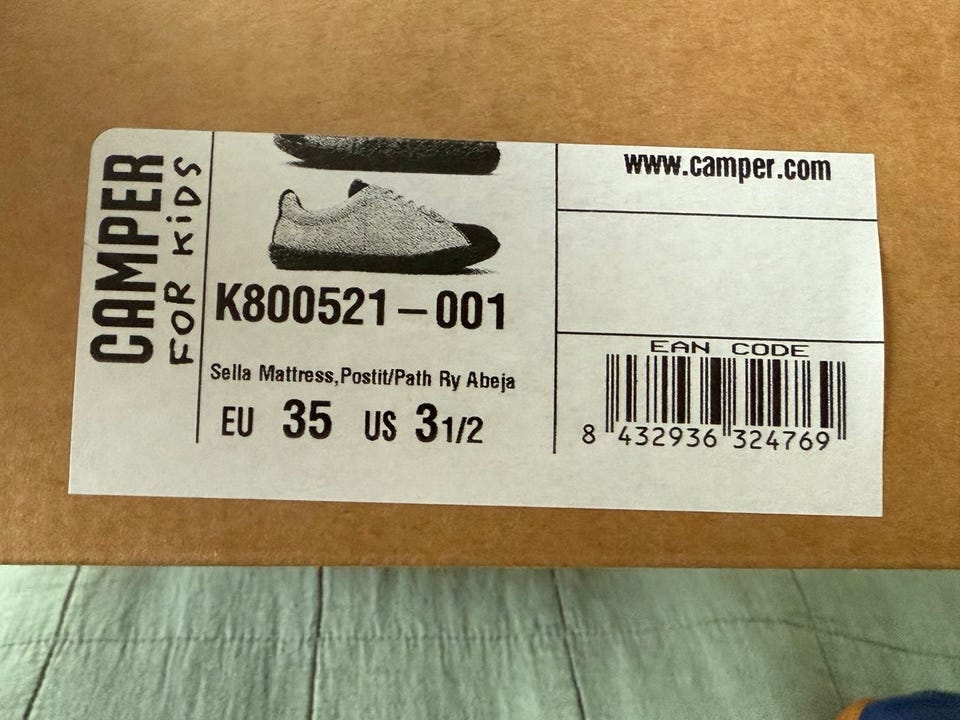 CAMPER
FOR KiDS
K800521-001
Sella Mattress,Postit/Path Ry Abeja
EU 35 US 31/2
www.camper.com
EAN CODE
8 432936 324769